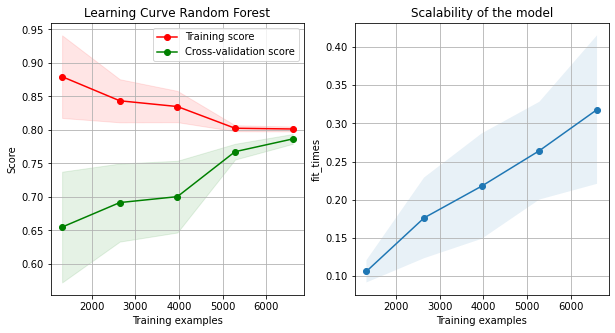 Learning Curve Random Forest
Training score
Cross-validation score
0.95
0.90
0.85
0.80
0.75
0.70
0.65
0.60
Score
2000 3000 4000 5000 6000
Training examples
Scalability of the model
0.40
0.35
0.30
0.25
0.20
0.15
0.10
fit_times
2000 3000 4000 5000 6000
Training examples